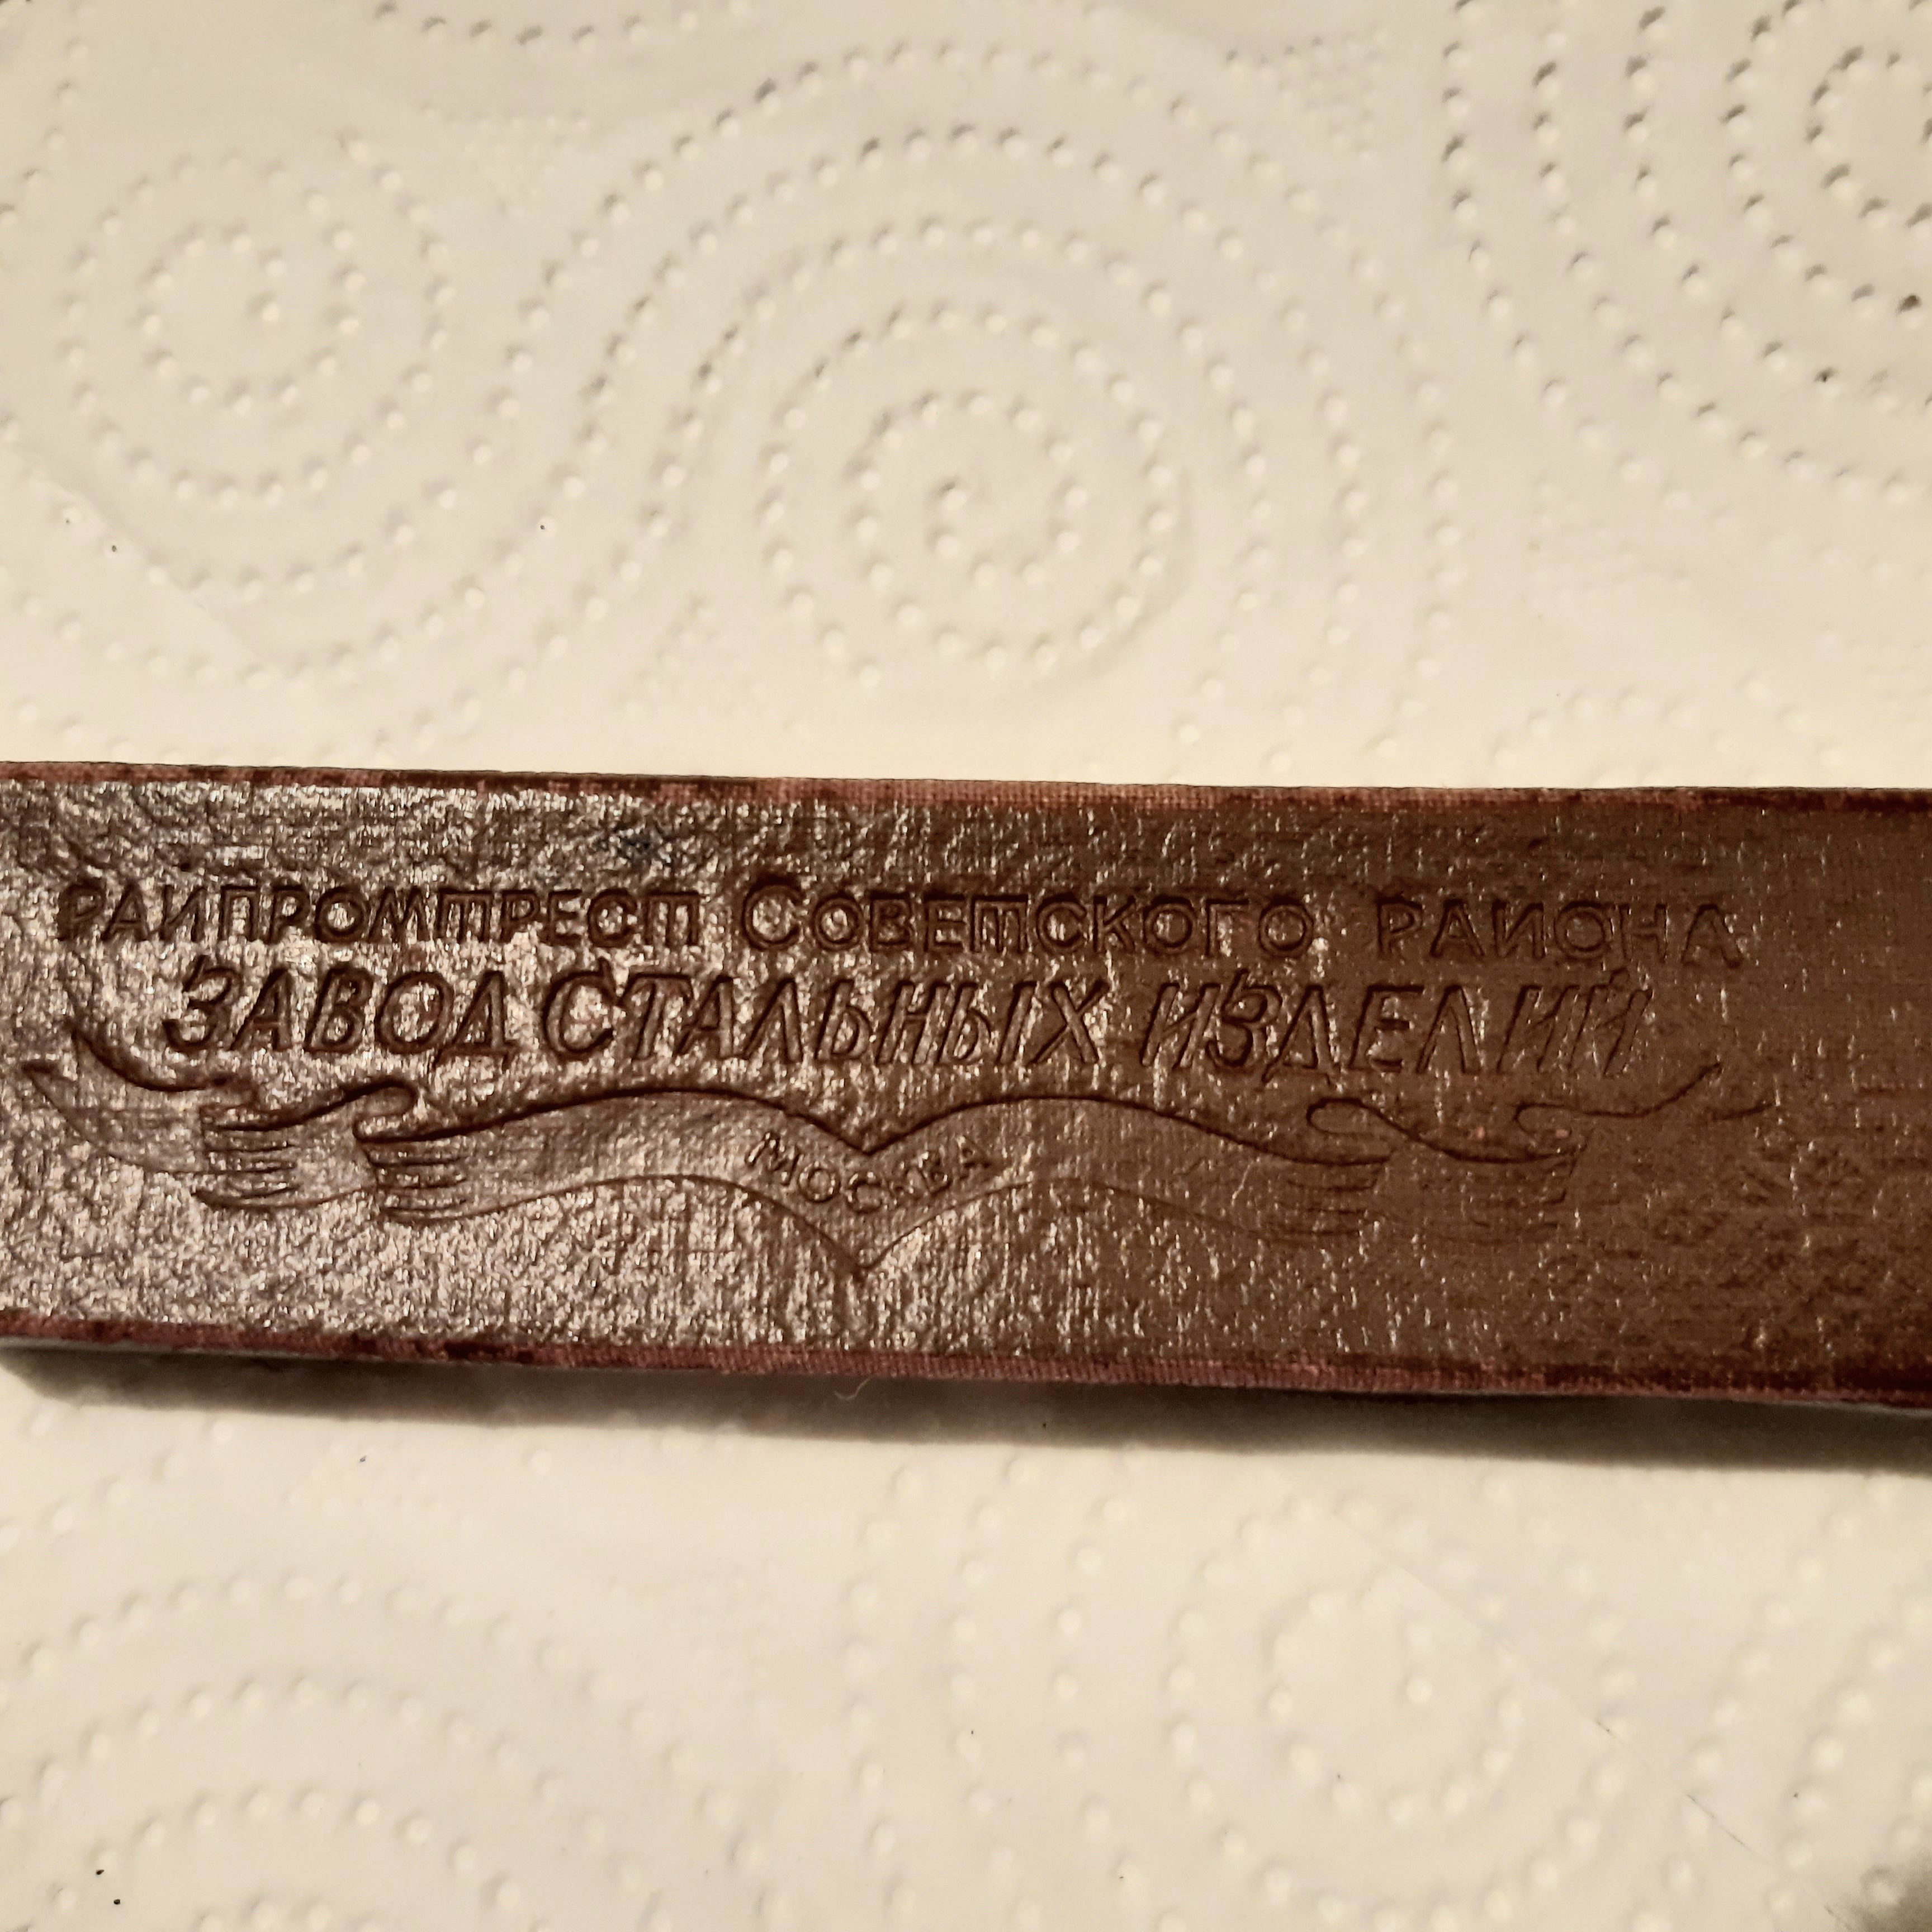 РАЙПРОМТРЕСТ СОВЕТСКОГО РАЙОНА
ЗАВОД СТАЛЬНЫХ ИЗДЕЛИЙ
МОСКВА